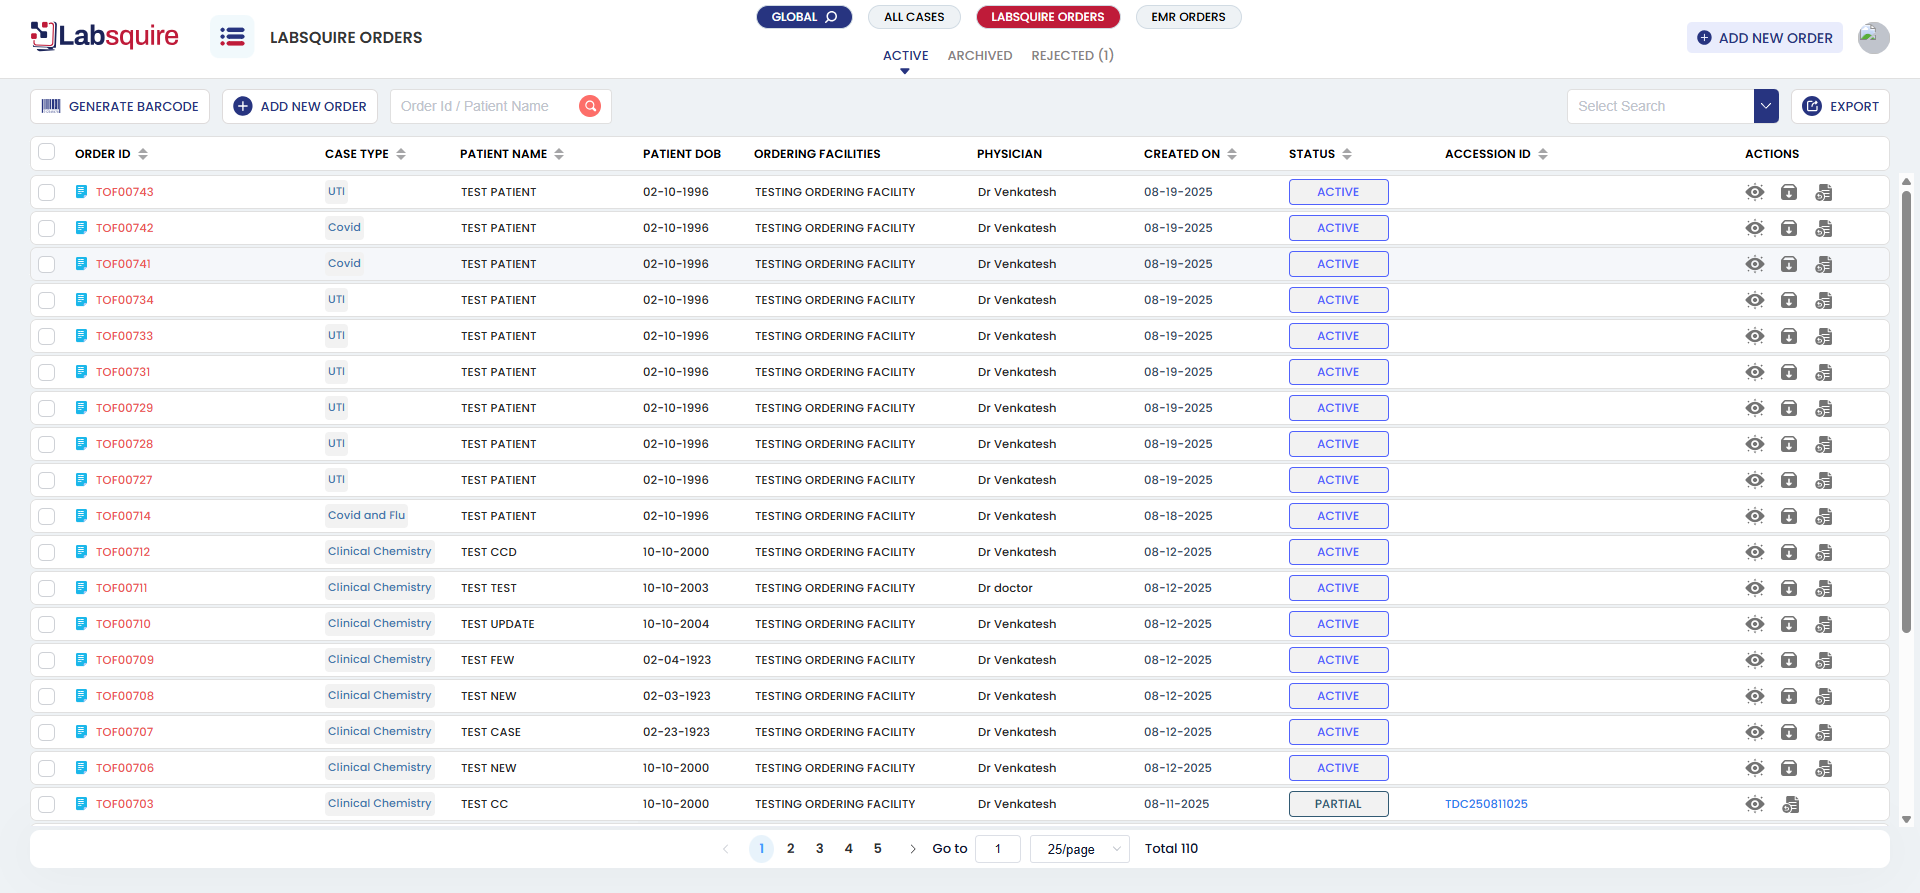 Labsquire
LABSQUIRE ORDERS
GLOBAL ALL CASES LABSQUIRE ORDERS EMR ORDERS
ACTIVE ARCHIVED REJECTED (1)
ADD NEW ORDER
GENERATE BARCODE ADD NEW ORDER Order Id / Patient Name Select Search EXPORT
ORDER ID CASE TYPE PATIENT NAME PATIENT DOB ORDERING FACILITIES PHYSICIAN CREATED ON STATUS ACCESSION ID ACTIONS
TOF00743 UTI TEST PATIENT 02-10-1996 TESTING ORDERING FACILITY Dr Venkatesh 08-19-2025 ACTIVE
TOF00742 Covid TEST PATIENT 02-10-1996 TESTING ORDERING FACILITY Dr Venkatesh 08-19-2025 ACTIVE
TOF00741 Covid TEST PATIENT 02-10-1996 TESTING ORDERING FACILITY Dr Venkatesh 08-19-2025 ACTIVE
TOF00734 UTI TEST PATIENT 02-10-1996 TESTING ORDERING FACILITY Dr Venkatesh 08-19-2025 ACTIVE
TOF00733 UTI TEST PATIENT 02-10-1996 TESTING ORDERING FACILITY Dr Venkatesh 08-19-2025 ACTIVE
TOF00731 UTI TEST PATIENT 02-10-1996 TESTING ORDERING FACILITY Dr Venkatesh 08-19-2025 ACTIVE
TOF00729 UTI TEST PATIENT 02-10-1996 TESTING ORDERING FACILITY Dr Venkatesh 08-19-2025 ACTIVE
TOF00728 UTI TEST PATIENT 02-10-1996 TESTING ORDERING FACILITY Dr Venkatesh 08-19-2025 ACTIVE
TOF00727 UTI TEST PATIENT 02-10-1996 TESTING ORDERING FACILITY Dr Venkatesh 08-19-2025 ACTIVE
TOF00714 Covid and Flu TEST PATIENT 02-10-1996 TESTING ORDERING FACILITY Dr Venkatesh 08-18-2025 ACTIVE
TOF00712 Clinical Chemistry TEST CCD 10-10-2000 TESTING ORDERING FACILITY Dr Venkatesh 08-12-2025 ACTIVE
TOF00711 Clinical Chemistry TEST TEST 10-10-2003 TESTING ORDERING FACILITY Dr doctor 08-12-2025 ACTIVE
TOF00710 Clinical Chemistry TEST UPDATE 10-10-2004 TESTING ORDERING FACILITY Dr Venkatesh 08-12-2025 ACTIVE
TOF00709 Clinical Chemistry TEST FEW 02-04-1923 TESTING ORDERING FACILITY Dr Venkatesh 08-12-2025 ACTIVE
TOF00708 Clinical Chemistry TEST NEW 02-03-1923 TESTING ORDERING FACILITY Dr Venkatesh 08-12-2025 ACTIVE
TOF00707 Clinical Chemistry TEST CASE 02-23-1923 TESTING ORDERING FACILITY Dr Venkatesh 08-12-2025 ACTIVE
TOF00706 Clinical Chemistry TEST NEW 10-10-2000 TESTING ORDERING FACILITY Dr Venkatesh 08-12-2025 ACTIVE
TOF00703 Clinical Chemistry TEST CC 10-10-2000 TESTING ORDERING FACILITY Dr Venkatesh 08-11-2025 PARTIAL TDC250811025
1 2 3 4 5 Go to 1 25/page Total 110